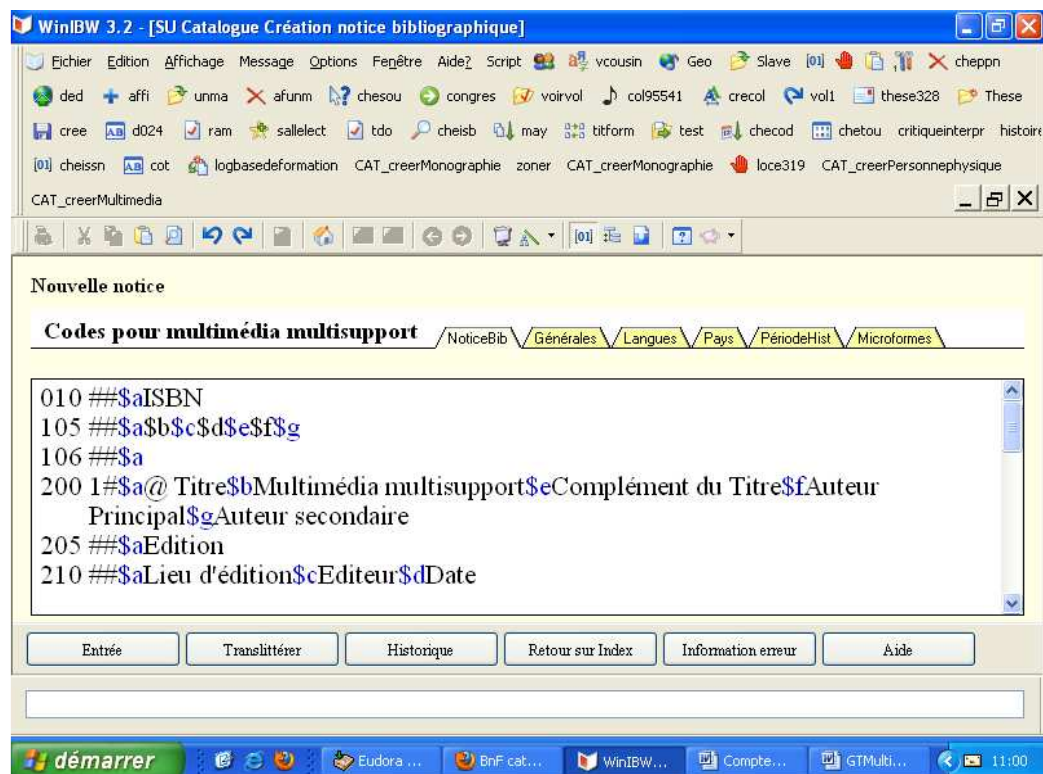 WinIBW 3.2 - [SU Catalogue Création notice bibliographique]
Fichier Edition Affichage Message Options Fenêtre Aide? Script vcousin Geo Slave [01] cheppn
ded affi unma afunm chesou congres voirvol col95541 crecol vol1 these328 These
cree d024 ram sallelect tdo cheisb may titform test checod chetou critiqueinterpr histoire
[01] cheissn cot logbasedeformation CAT_creerMonographie zoner CAT_creerMonographie loce319 CAT_creerPersonnephysique
CAT_creerMultimedia
[01]
Nouvelle notice
Codes pour multimédia multisupport NoticeBib Générales Langues Pays PériodeHist Microformes
010 ##$aISBN
105 ##$a$b$c$d$e$f$g
106 ##$a
200 1#$a@ Titre$bMultimédia multisupport$eComplément du Titre$fAuteur
Principal$gAuteur secondaire
205 ##$aEdition
210 ##$aLieu d'édition$cEditeur$dDate
Entrée Translittérer Historique Retour sur Index Information erreur Aide
démarrer Eudora ... BnF cat... WinIBW... Compte... GTMulti... 11:00